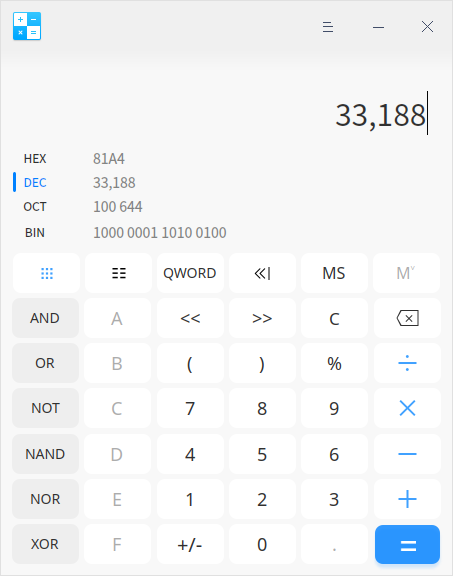 33,188
HEX 81A4
DEC 33,188
OCT 100 644
BIN 1000 0001 1010 0100
QWORD MS M˅
AND A << >> C
OR B ( ) % ÷
NOT C 7 8 9 ×
NAND D 4 5 6 −
NOR E 1 2 3 +
XOR F +/- 0 . =